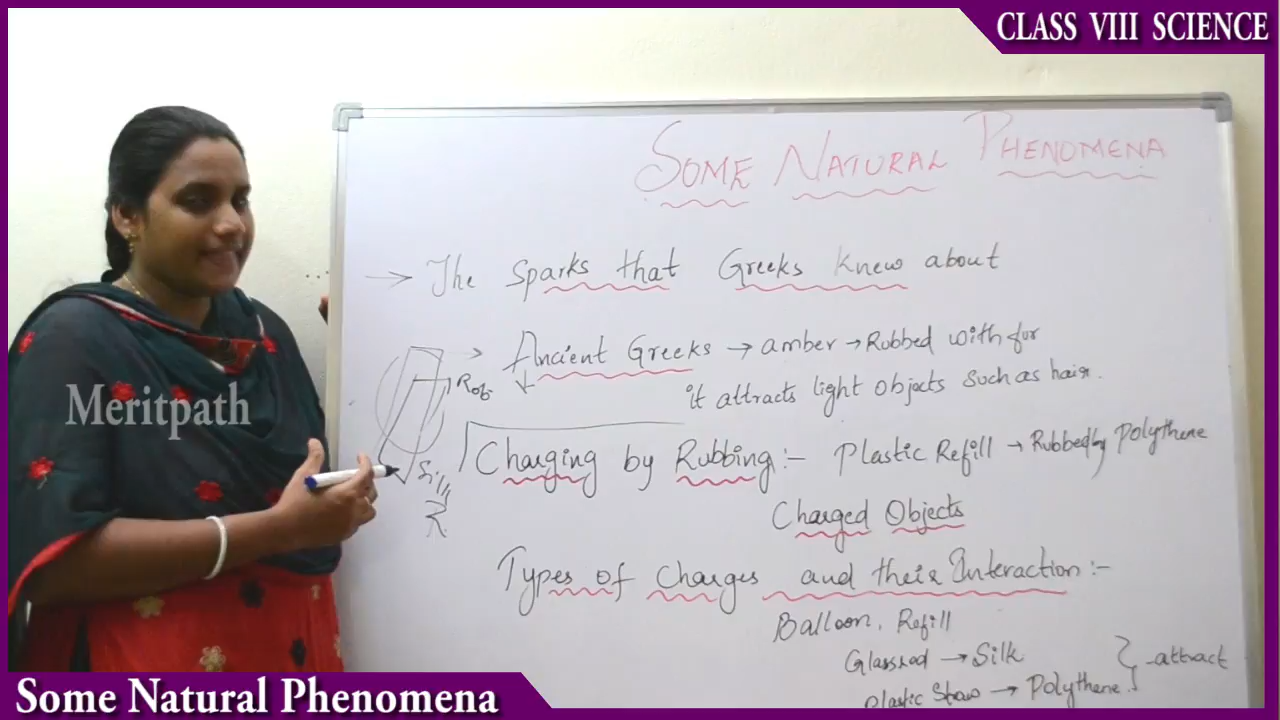 CLASS VIII SCIENCE
SOME NATURAL PHENOMENA
→ The Sparks that Greeks knew about
Ancient Greeks → amber → Rubbed with fur
it attracts light objects such as hair.
Charging by Rubbing :- Plastic Refill → Rubbed by polythene
Charged Objects
Types of Charges and their Interaction :-
Balloon, Refill
Glassrod → Silk
Plastic Straw → Polythene. } - attract
Meritpath
Some Natural Phenomena